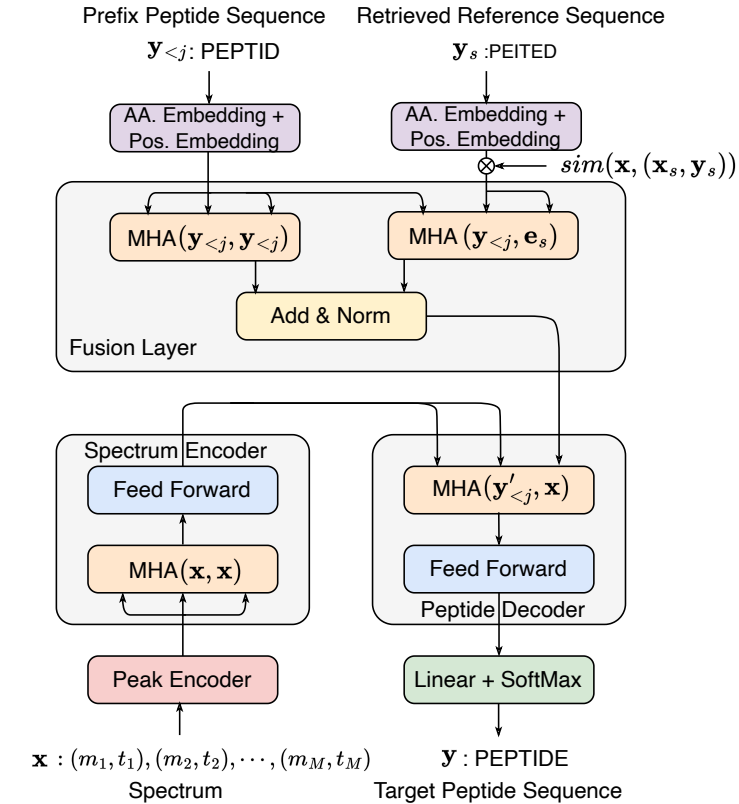 Prefix Peptide Sequence
Retrieved Reference Sequence
y<j: PEPTID
ys :PEITED
AA. Embedding +
Pos. Embedding
AA. Embedding +
Pos. Embedding
⊗
sim(x, (xs, ys))
MHA(y<j, y<j)
MHA (y<j, es)
Add & Norm
Fusion Layer
Spectrum Encoder
Feed Forward
MHA(x, x)
MHA(y′<j, x)
Feed Forward
Peptide Decoder
Peak Encoder
Linear + SoftMax
x : (m1, t1), (m2, t2), ⋯, (mM, tM)
Spectrum
y : PEPTIDE
Target Peptide Sequence